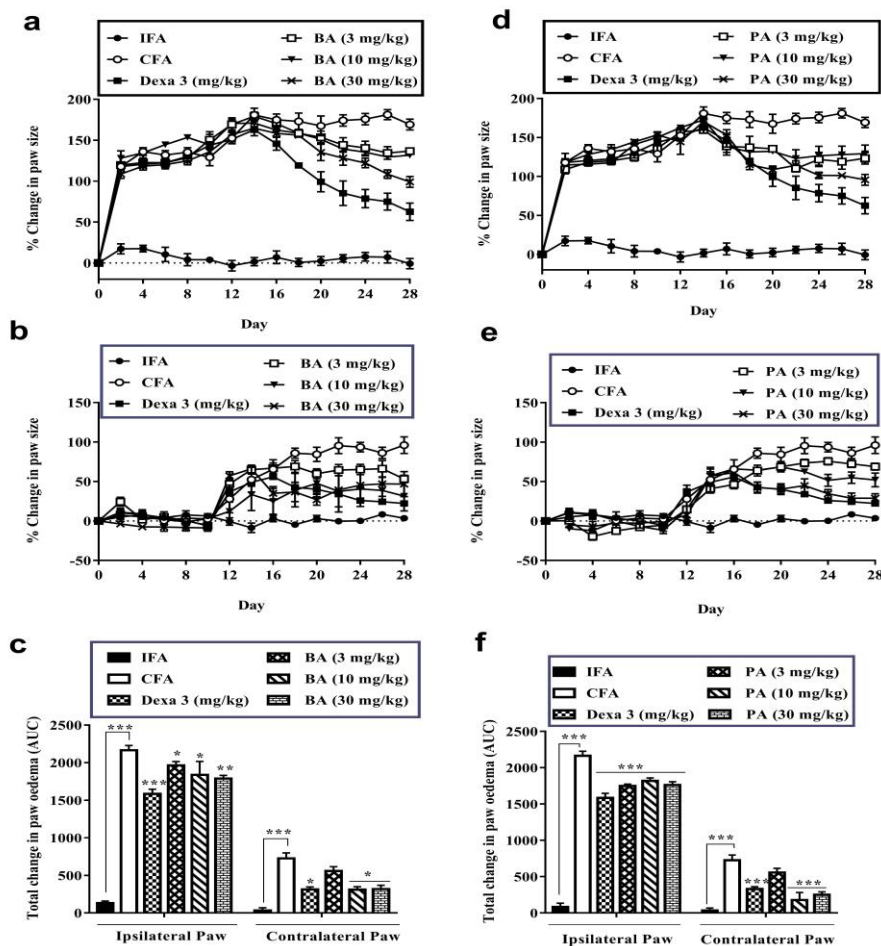 a
IFA
CFA
Dexa 3 (mg/kg)
BA (3 mg/kg)
BA (10 mg/kg)
BA (30 mg/kg)
% Change in paw size
200
150
100
50
0
0 4 8 12 16 20 24 28
Day
b
IFA
CFA
Dexa 3 (mg/kg)
BA (3 mg/kg)
BA (10 mg/kg)
BA (30 mg/kg)
% Change in paw size
150
100
50
0
-50
0 4 8 12 16 20 24 28
Day
c
IFA
CFA
Dexa 3 (mg/kg)
BA (3 mg/kg)
BA (10 mg/kg)
BA (30 mg/kg)
Total change in paw oedema (AUC)
2500
2000
1500
1000
500
0
***
***
*
*
**
***
*
*
Ipsilateral Paw
Contralateral Paw
d
IFA
CFA
Dexa 3 (mg/kg)
PA (3 mg/kg)
PA (10 mg/kg)
PA (30 mg/kg)
% Change in paw size
200
150
100
50
0
0 4 8 12 16 20 24 28
Day
e
IFA
CFA
Dexa 3 (mg/kg)
PA (3 mg/kg)
PA (10 mg/kg)
PA (30 mg/kg)
% Change in paw size
150
100
50
0
-50
0 4 8 12 16 20 24 28
Day
f
IFA
CFA
Dexa 3 (mg/kg)
PA (3 mg/kg)
PA (10 mg/kg)
PA (30 mg/kg)
Total change in paw oedema (AUC)
2500
2000
1500
1000
500
0
***
***
***
***
***
Ipsilateral Paw
Contralateral Paw